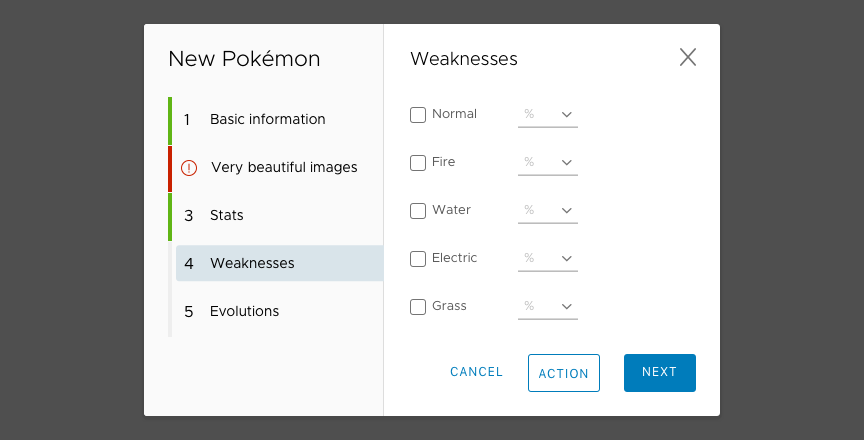 New Pokémon
1 Basic information
Very beautiful images
3 Stats
4 Weaknesses
5 Evolutions
Weaknesses
Normal %
Fire %
Water %
Electric %
Grass %
CANCEL ACTION NEXT